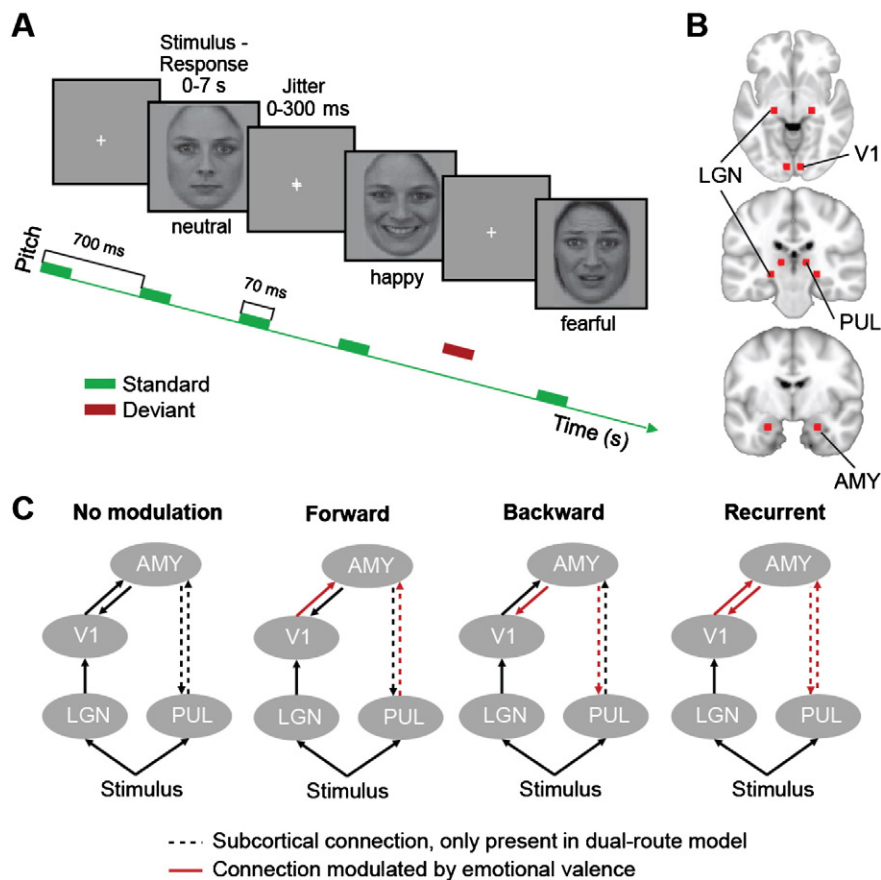 A
Stimulus -
Response
0-7 s
Jitter
0-300 ms
neutral
happy
fearful
Pitch
700 ms
70 ms
Standard
Deviant
Time (s)
B
LGN
V1
PUL
AMY
C
No modulation
Forward
Backward
Recurrent
AMY
AMY
AMY
AMY
V1
V1
V1
V1
LGN
PUL
LGN
PUL
LGN
PUL
LGN
PUL
Stimulus
Stimulus
Stimulus
Stimulus
Subcortical connection, only present in dual-route model
Connection modulated by emotional valence